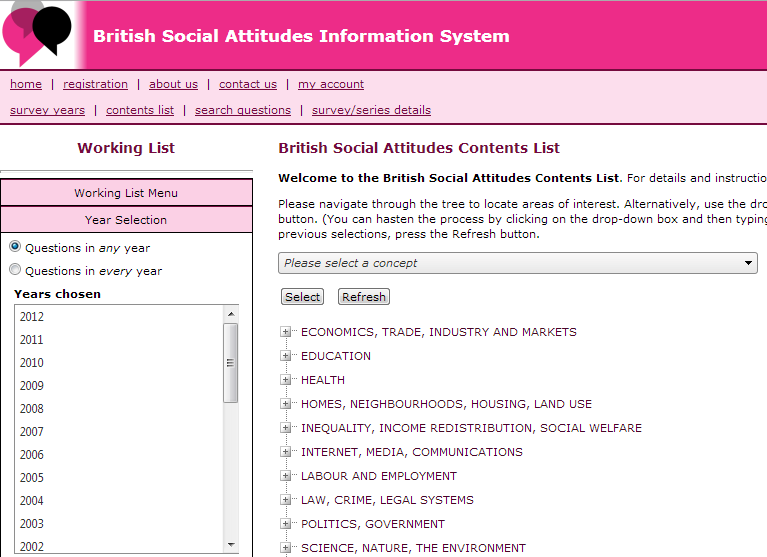 British Social Attitudes Information System
home | registration | about us | contact us | my account
survey years | contents list | search questions | survey/series details
Working List
Working List Menu
Year Selection
Questions in any year
Questions in every year
Years chosen
2012
2011
2010
2009
2008
2007
2006
2005
2004
2003
2002
British Social Attitudes Contents List
Welcome to the British Social Attitudes Contents List. For details and instructio
Please navigate through the tree to locate areas of interest. Alternatively, use the dro
button. (You can hasten the process by clicking on the drop-down box and then typing
previous selections, press the Refresh button.
Please select a concept
Select Refresh
ECONOMICS, TRADE, INDUSTRY AND MARKETS
EDUCATION
HEALTH
HOMES, NEIGHBOURHOODS, HOUSING, LAND USE
INEQUALITY, INCOME REDISTRIBUTION, SOCIAL WELFARE
INTERNET, MEDIA, COMMUNICATIONS
LABOUR AND EMPLOYMENT
LAW, CRIME, LEGAL SYSTEMS
POLITICS, GOVERNMENT
SCIENCE, NATURE, THE ENVIRONMENT